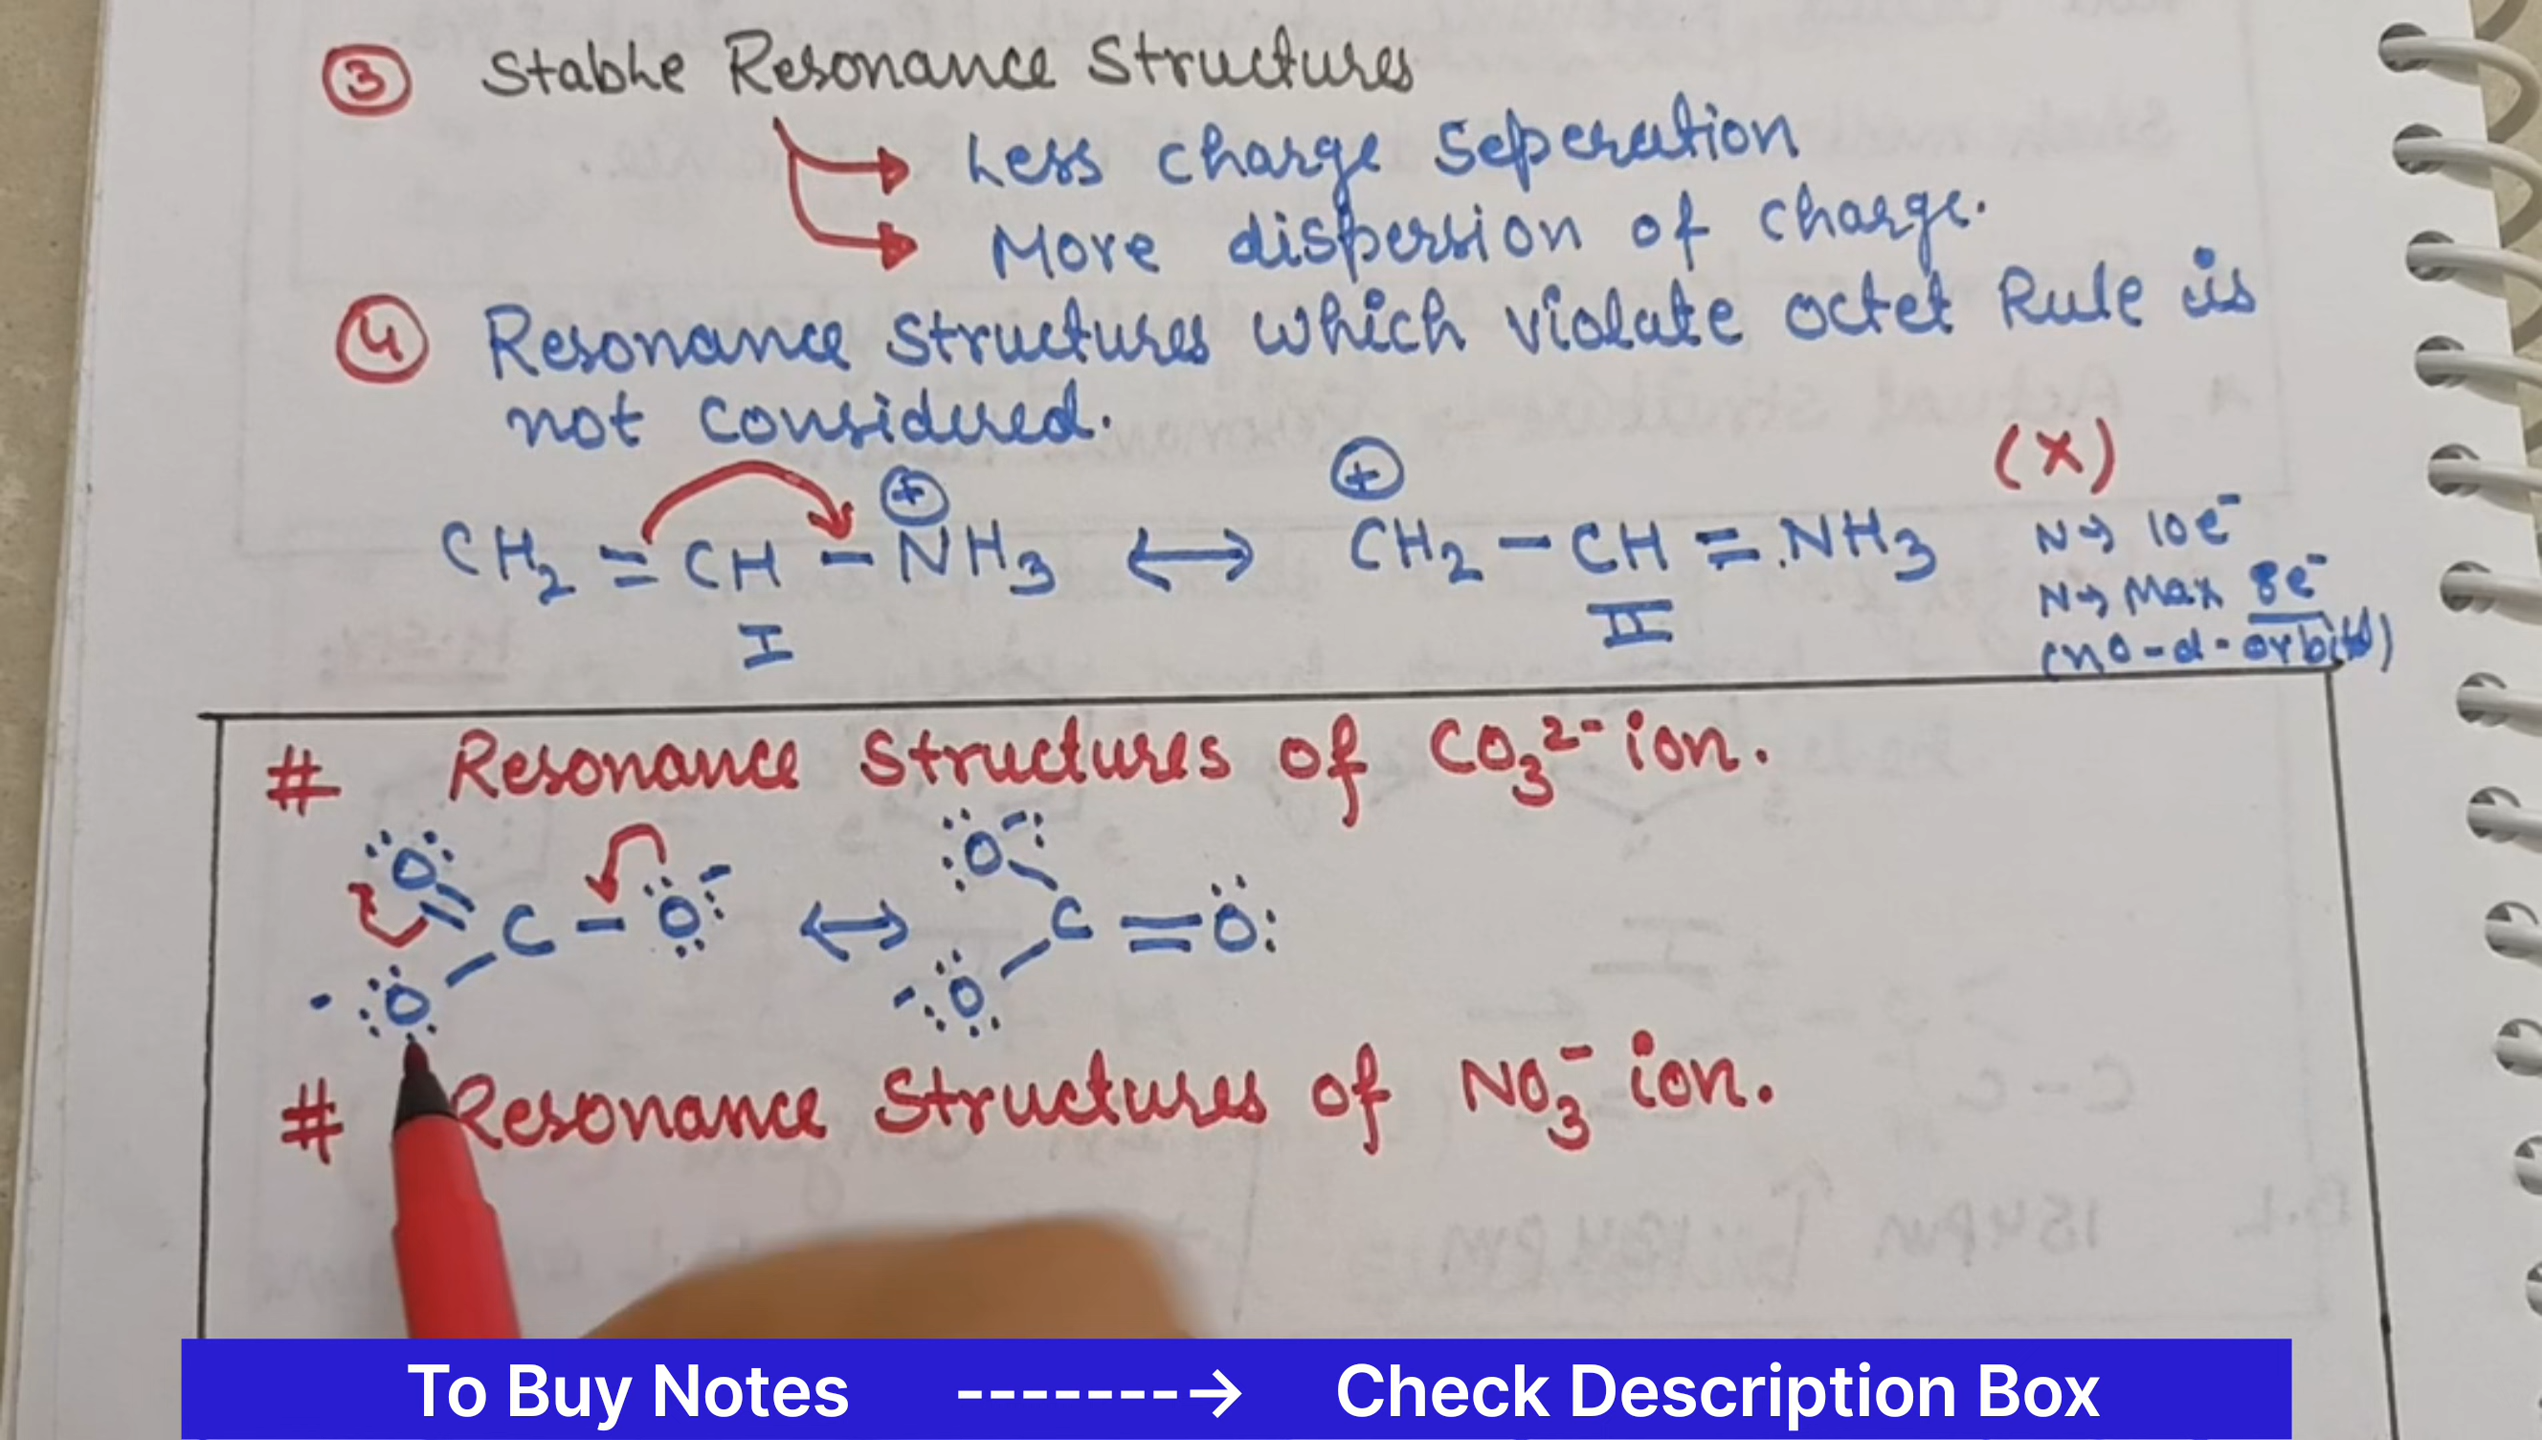 ③ Stable Resonance Structures
→ Less charge seperation
→ More dispersion of charge.
④ Resonance structures which violate octet Rule is
not considered.
CH₂ = CH - N⊕H₃ ↔ ⊕CH₂ - CH = NH₃ (×)
I II
N → 10e⁻
N → Max 8e⁻
(no-d-orbital)
# Resonance Structures of CO₃²⁻ ion.
O O⁻
C - O⁻ ↔ C = O
⁻O ⁻O
# Resonance Structures of NO₃⁻ ion.
To Buy Notes -------→ Check Description Box